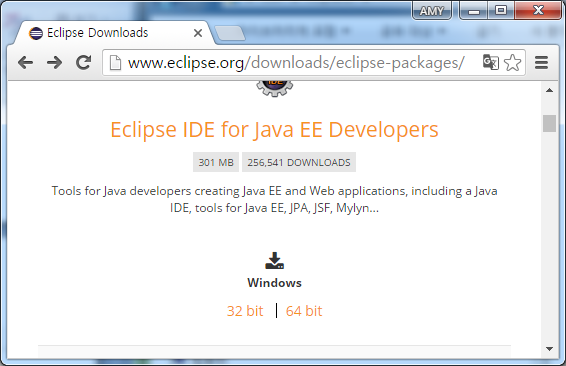 AMY
Eclipse Downloads
www.eclipse.org/downloads/eclipse-packages/
Eclipse IDE for Java EE Developers
301 MB 256,541 DOWNLOADS
Tools for Java developers creating Java EE and Web applications, including a Java
IDE, tools for Java EE, JPA, JSF, Mylyn...
Windows
32 bit | 64 bit